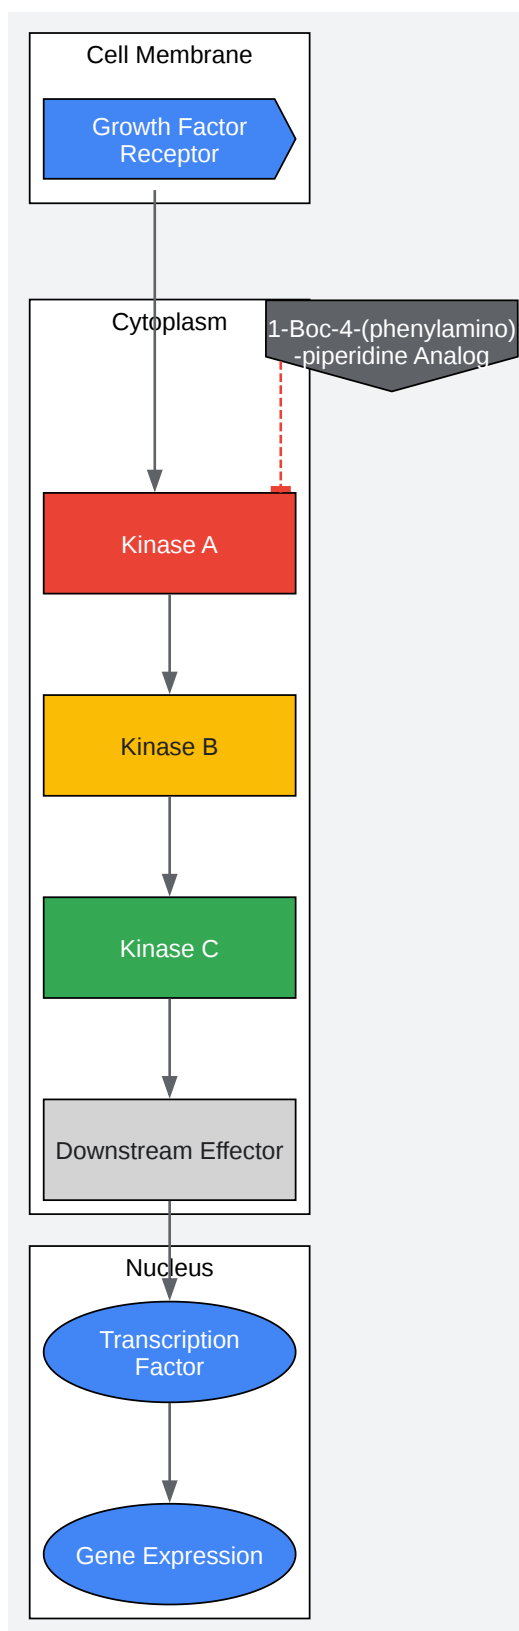 Cell Membrane
Growth Factor
Receptor
Cytoplasm
1-Boc-4-(phenylamino)
-piperidine Analog
Kinase A
Kinase B
Kinase C
Downstream Effector
Nucleus
Transcription
Factor
Gene Expression